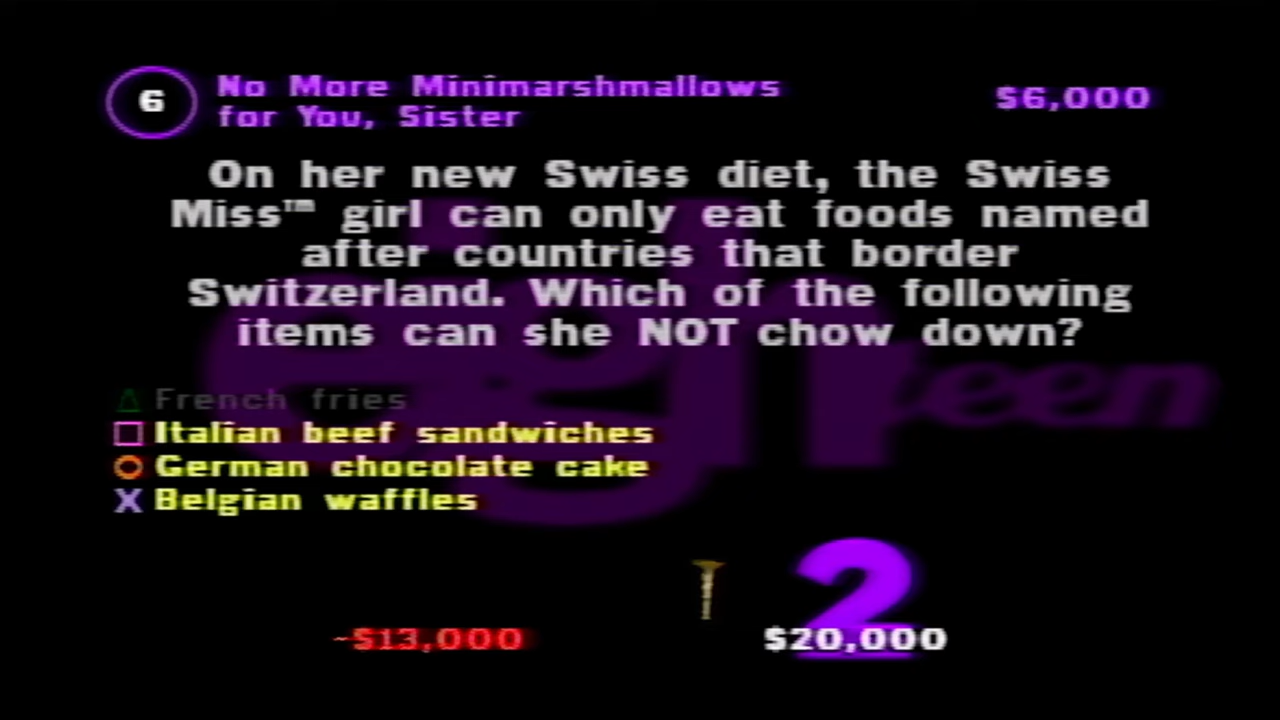 6
No More Minimarshmallows
for You, Sister
$6,000
On her new Swiss diet, the Swiss
Miss™ girl can only eat foods named
after countries that border
Switzerland. Which of the following
items can she NOT chow down?
French fries
Italian beef sandwiches
German chocolate cake
X Belgian waffles
eighteen
2
-$13,000
$20,000